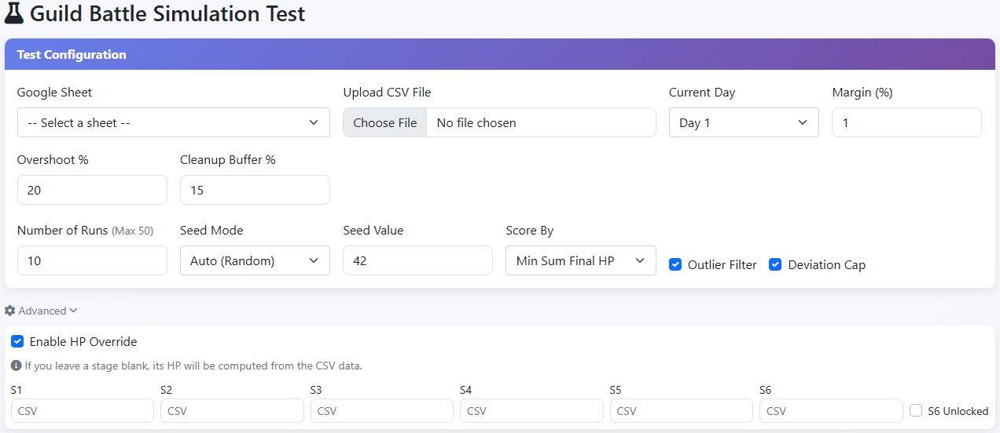 Guild Battle Simulation Test
Test Configuration
Google Sheet
Upload CSV File
Current Day
Margin (%)
-- Select a sheet --
Choose File
No file chosen
Day 1
1
Overshoot %
Cleanup Buffer %
20
15
Number of Runs (Max 50)
Seed Mode
Seed Value
Score By
10
Auto (Random)
42
Min Sum Final HP
Outlier Filter
Deviation Cap
Advanced
Enable HP Override
If you leave a stage blank, its HP will be computed from the CSV data.
S1
S2
S3
S4
S5
S6
CSV
CSV
CSV
CSV
CSV
CSV
S6 Unlocked